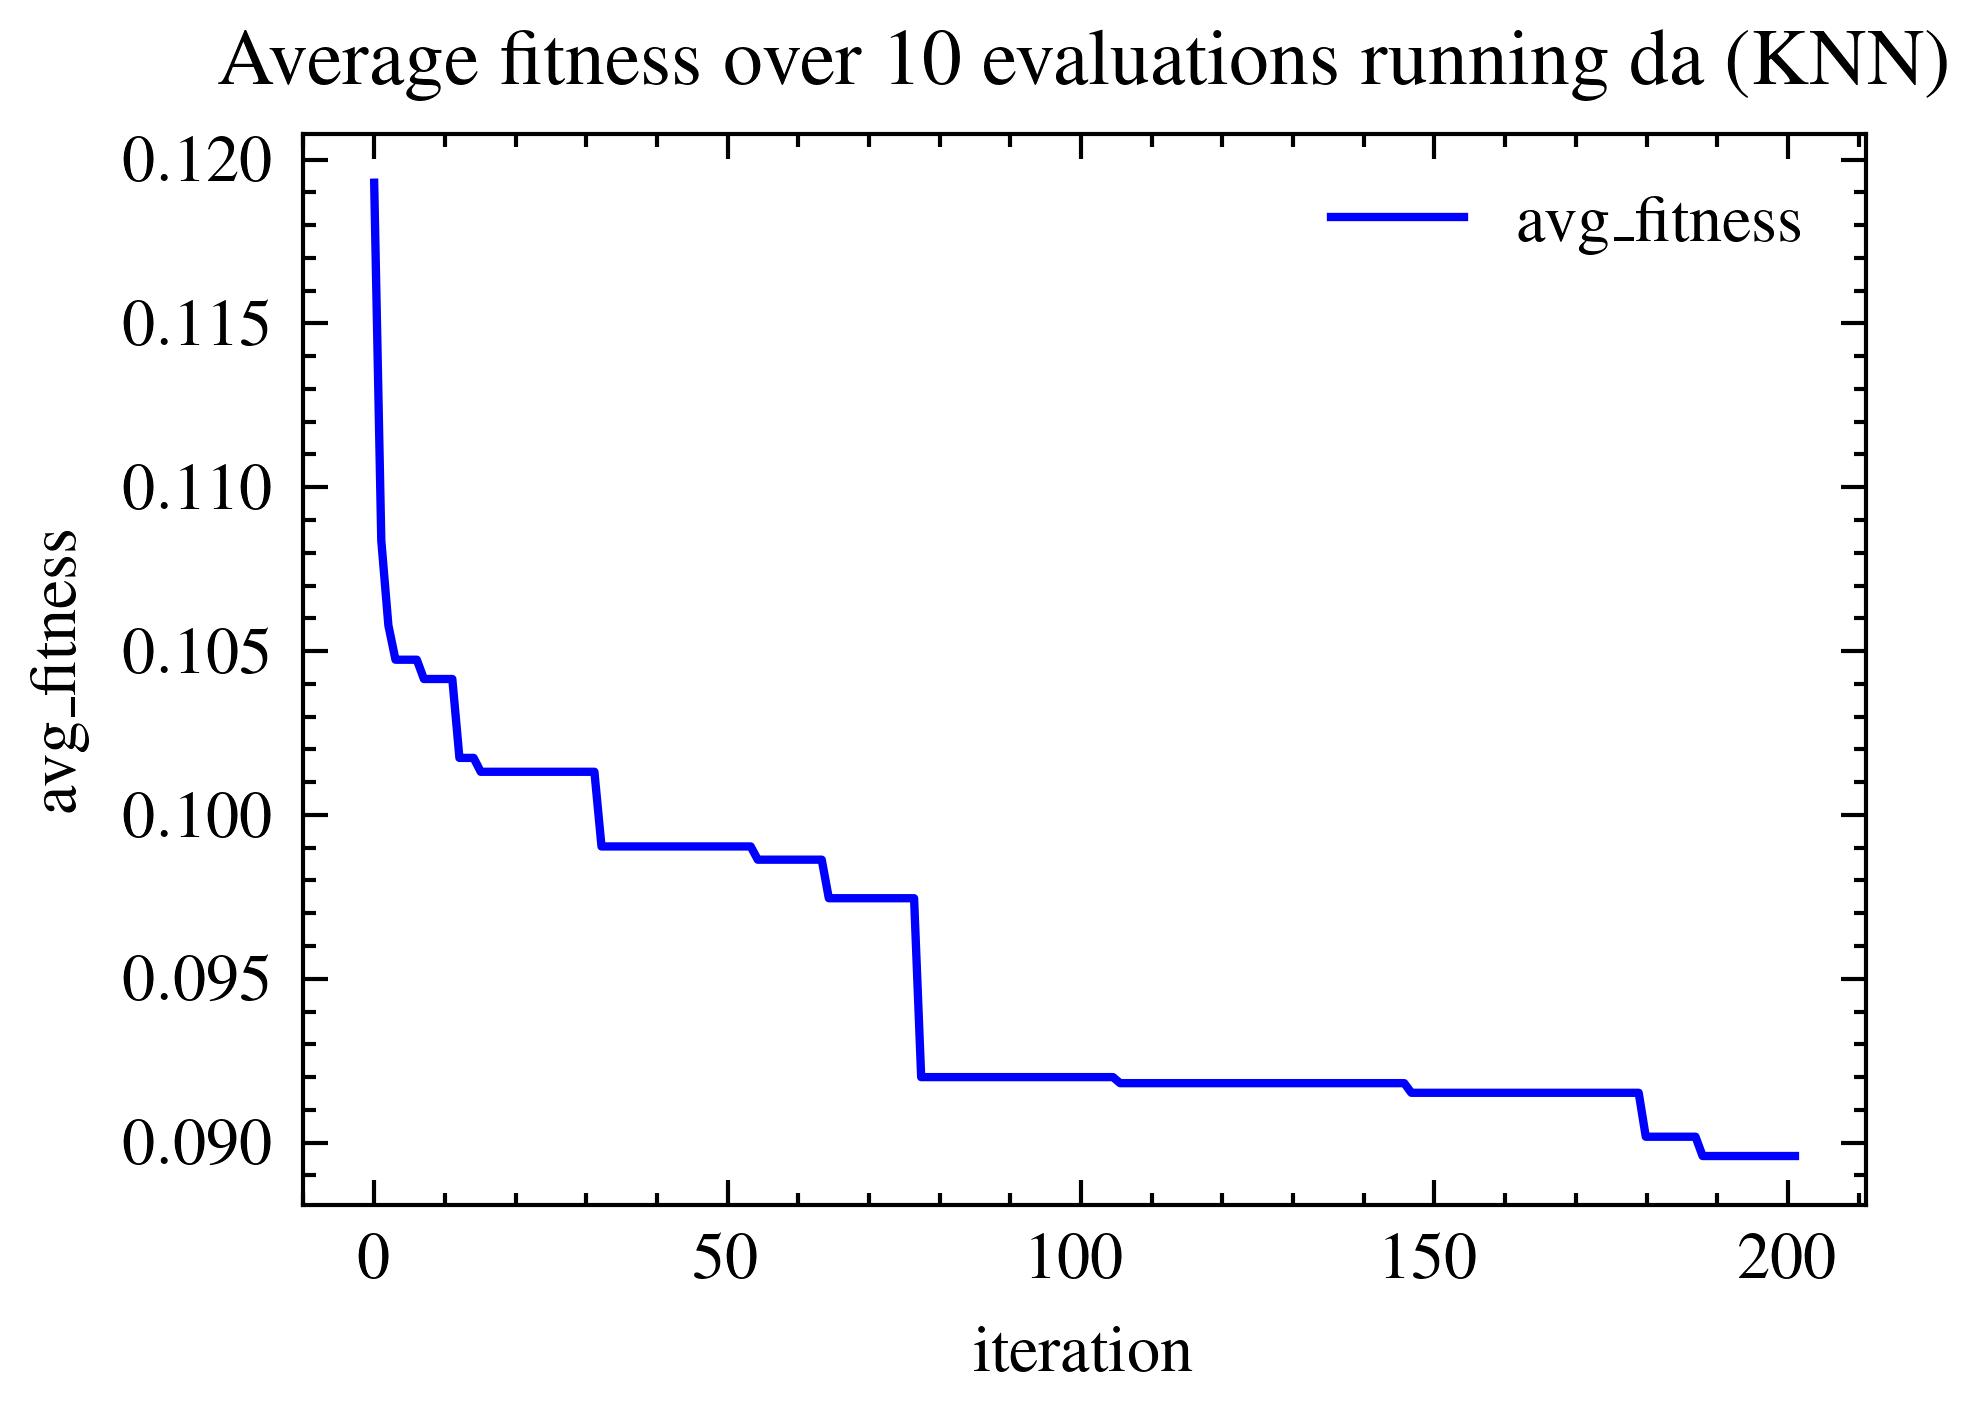 Average fitness over 10 evaluations running da (KNN)
avg_fitness
0.120
0.115
0.110
0.105
0.100
0.095
0.090
avg_fitness
0 50 100 150 200
iteration